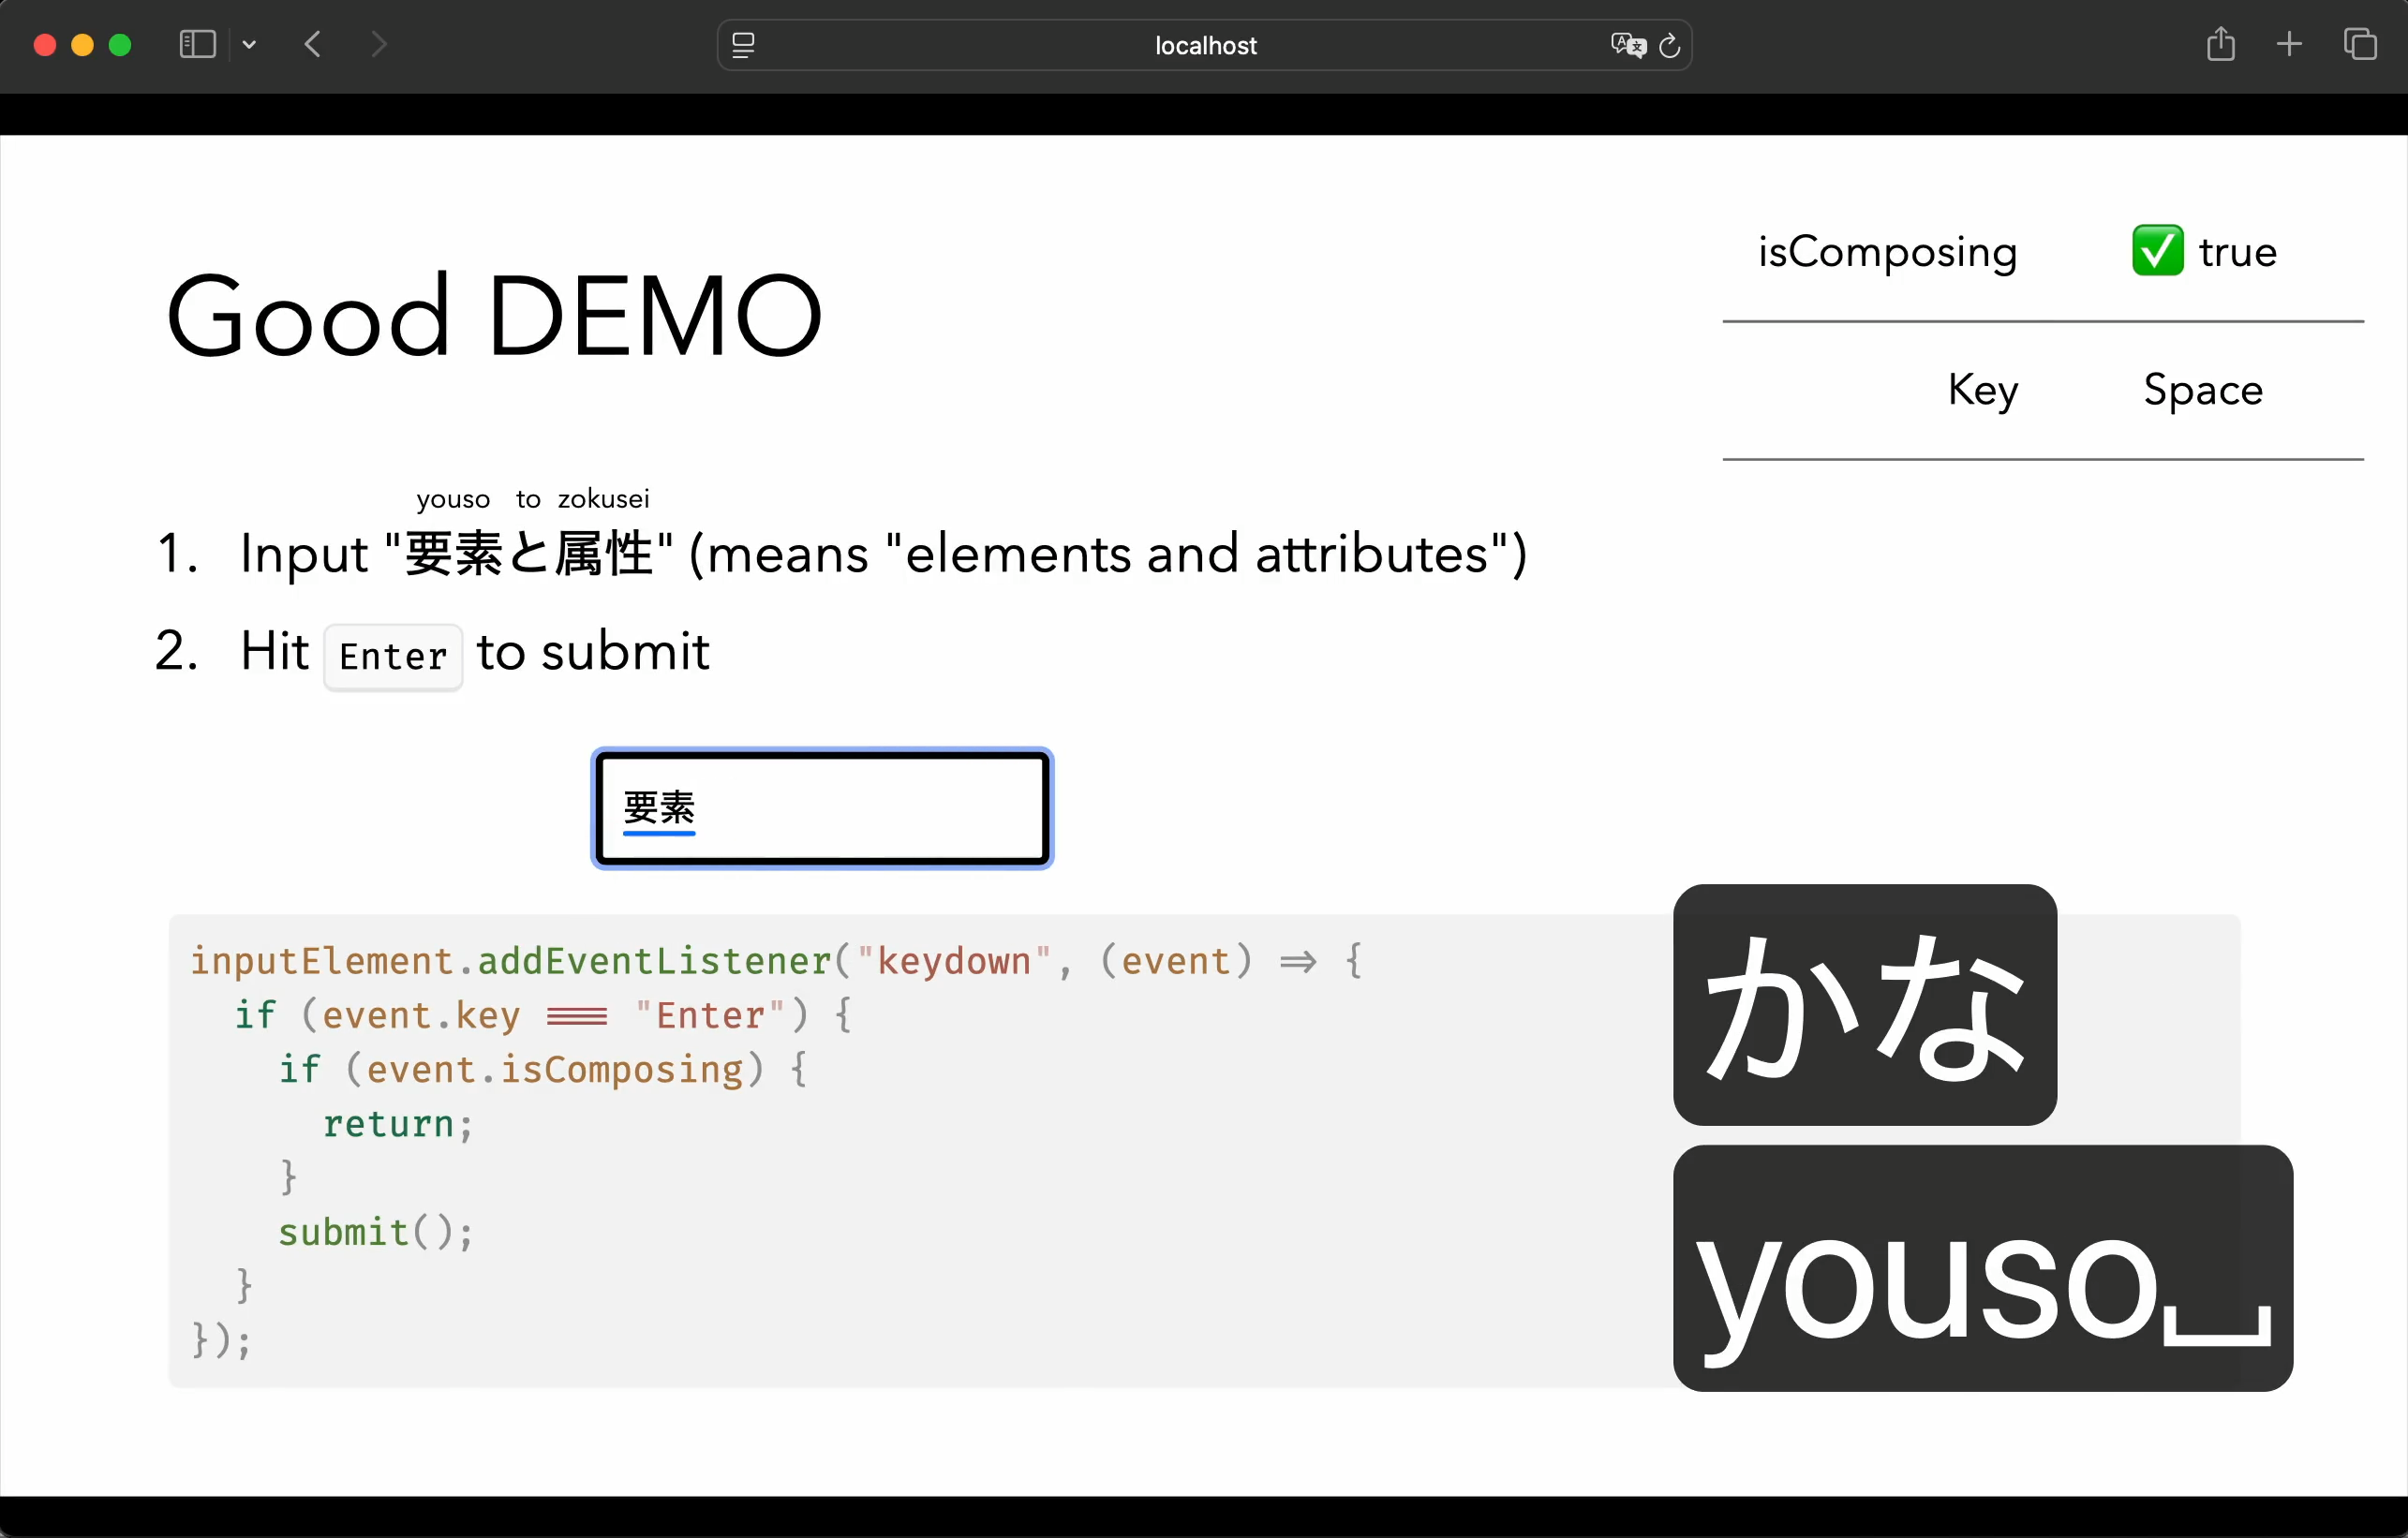 localhost
Good DEMO
isComposing ✅ true
Key Space
youso to zokusei
1. Input "要素と属性" (means "elements and attributes")
2. Hit Enter to submit
要素
inputElement.addEventListener("keydown", (event) => {
  if (event.key === "Enter") {
    if (event.isComposing) {
      return;
    }
    submit();
  }
});
かな
youso␣